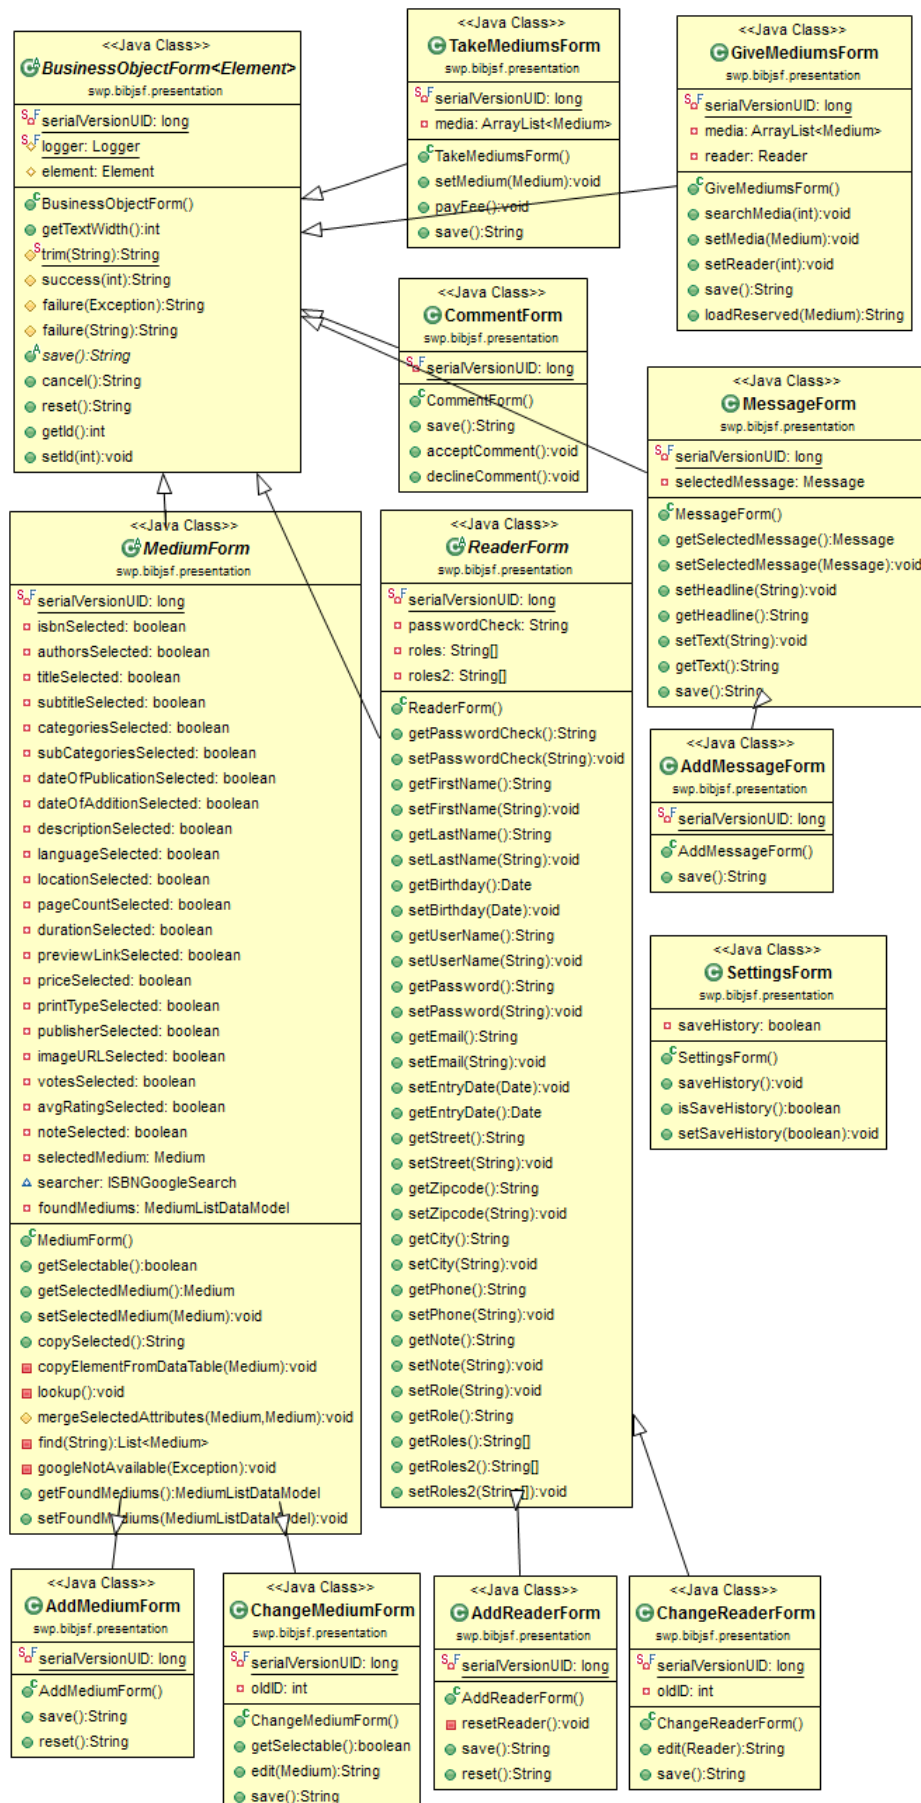 <<Java Class>>
BusinessObjectForm<Element>
swp.bibjsf.presentation
serialVersionUID: long
logger: Logger
element: Element
BusinessObjectForm()
getTextWidth():int
trim(String):String
success(int):String
failure(Exception):String
failure(String):String
save():String
cancel():String
reset():String
getId():int
setId(int):void
<<Java Class>>
TakeMediumsForm
swp.bibjsf.presentation
serialVersionUID: long
media: ArrayList<Medium>
TakeMediumsForm()
setMedium(Medium):void
payFee():void
save():String
<<Java Class>>
GiveMediumsForm
swp.bibjsf.presentation
serialVersionUID: long
media: ArrayList<Medium>
reader: Reader
GiveMediumsForm()
searchMedia(int):void
setMedia(Medium):void
setReader(int):void
save():String
loadReserved(Medium):String
<<Java Class>>
CommentForm
swp.bibjsf.presentation
serialVersionUID: long
CommentForm()
save():String
acceptComment():void
declineComment():void
<<Java Class>>
MessageForm
swp.bibjsf.presentation
serialVersionUID: long
selectedMessage: Message
MessageForm()
getSelectedMessage():Message
setSelectedMessage(Message):void
setHeadline(String):void
getHeadline():String
setText(String):void
getText():String
save():String
<<Java Class>>
MediumForm
swp.bibjsf.presentation
serialVersionUID: long
isbnSelected: boolean
authorsSelected: boolean
titleSelected: boolean
subtitleSelected: boolean
categoriesSelected: boolean
subCategoriesSelected: boolean
dateOfPublicationSelected: boolean
dateOfAdditionSelected: boolean
descriptionSelected: boolean
languageSelected: boolean
locationSelected: boolean
pageCountSelected: boolean
durationSelected: boolean
previewLinkSelected: boolean
priceSelected: boolean
printTypeSelected: boolean
publisherSelected: boolean
imageURLSelected: boolean
votesSelected: boolean
avgRatingSelected: boolean
noteSelected: boolean
selectedMedium: Medium
searcher: ISBNGoogleSearch
foundMediums: MediumListDataModel
MediumForm()
getSelectable():boolean
getSelectedMedium():Medium
setSelectedMedium(Medium):void
copySelected():String
copyElementFromDataTable(Medium):void
lookup():void
mergeSelectedAttributes(Medium,Medium):void
find(String):List<Medium>
googleNotAvailable(Exception):void
getFoundMediums():MediumListDataModel
setFoundMediums(MediumListDataModel):void
<<Java Class>>
ReaderForm
swp.bibjsf.presentation
serialVersionUID: long
passwordCheck: String
roles: String[]
roles2: String[]
ReaderForm()
getPasswordCheck():String
setPasswordCheck(String):void
getFirstName():String
setFirstName(String):void
getLastName():String
setLastName(String):void
getBirthday():Date
setBirthday(Date):void
getUserName():String
setUserName(String):void
getPassword():String
setPassword(String):void
getEmail():String
setEmail(String):void
setEntryDate(Date):void
getEntryDate():Date
getStreet():String
setStreet(String):void
getZipcode():String
setZipcode(String):void
getCity():String
setCity(String):void
getPhone():String
setPhone(String):void
getNote():String
setNote(String):void
setRole(String):void
getRole():String
getRoles():String[]
getRoles2():String[]
setRoles2(String[]):void
<<Java Class>>
AddMessageForm
swp.bibjsf.presentation
serialVersionUID: long
AddMessageForm()
save():String
<<Java Class>>
SettingsForm
swp.bibjsf.presentation
saveHistory: boolean
SettingsForm()
saveHistory():void
isSaveHistory():boolean
setSaveHistory(boolean):void
<<Java Class>>
AddMediumForm
swp.bibjsf.presentation
serialVersionUID: long
AddMediumForm()
save():String
reset():String
<<Java Class>>
ChangeMediumForm
swp.bibjsf.presentation
serialVersionUID: long
oldID: int
ChangeMediumForm()
getSelectable():boolean
edit(Medium):String
save():String
<<Java Class>>
AddReaderForm
swp.bibjsf.presentation
serialVersionUID: long
AddReaderForm()
resetReader():void
save():String
reset():String
<<Java Class>>
ChangeReaderForm
swp.bibjsf.presentation
serialVersionUID: long
oldID: int
ChangeReaderForm()
edit(Reader):String
save():String